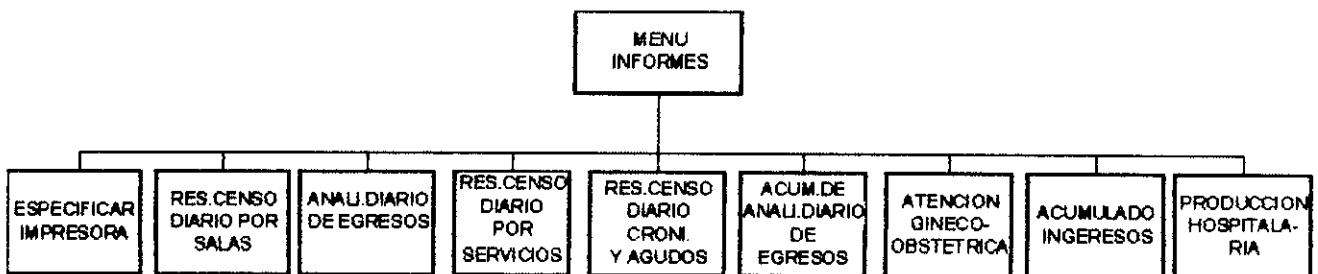 MENU
INFORMES
ESPECIFICAR
IMPRESORA
RES.CENSO
DIARIO POR
SALAS
ANALI.DIARIO
DE EGRESOS
RES.CENSO
DIARIO
POR
SERVICIOS
RES.CENSO
DIARIO
CRONI.
Y AGUDOS
ACUM.DE
ANALI.DIARIO
DE
EGRESOS
ATENCION
GINECO-
OBSTETRICA
ACUMULADO
INGERESOS
PRODUCCION
HOSPITALA-
RIA